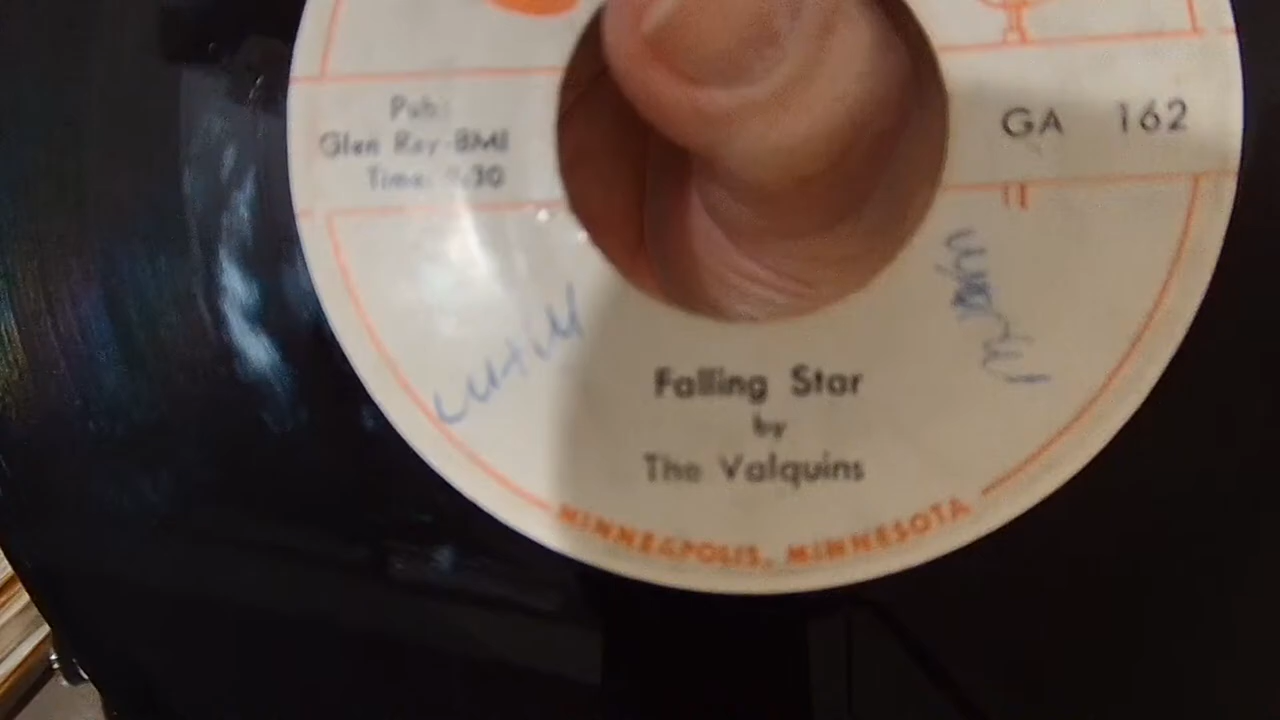 Pub:
Glen Ray-BMI
GA 162
Falling Star
by
The Valquins
MINNEAPOLIS, MINNESOTA